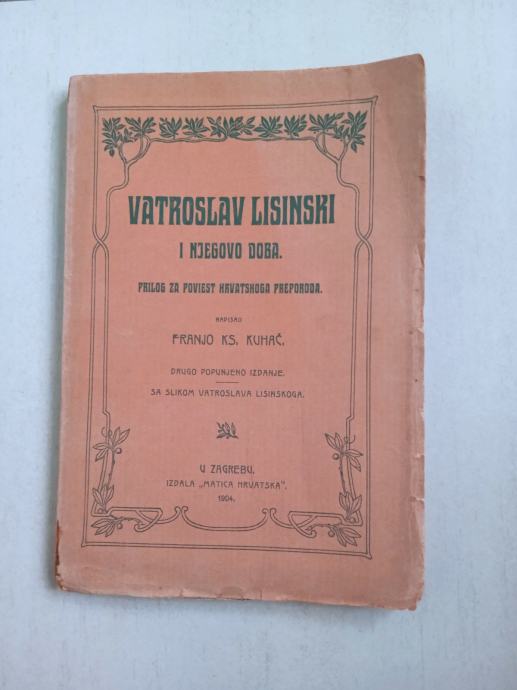 VATROSLAV LISINSKI
I NJEGOVO DOBA.
PRILOG ZA POVIEST HRVATSKOGA PREPORODA.
NAPISAO
FRANJO KS. KUHAČ.
DRUGO POPUNJENO IZDANJE.
SA SLIKOM VATROSLAVA LISINSKOGA.
U ZAGREBU.
IZDALA „MATICA HRVATSKA“.
1904.